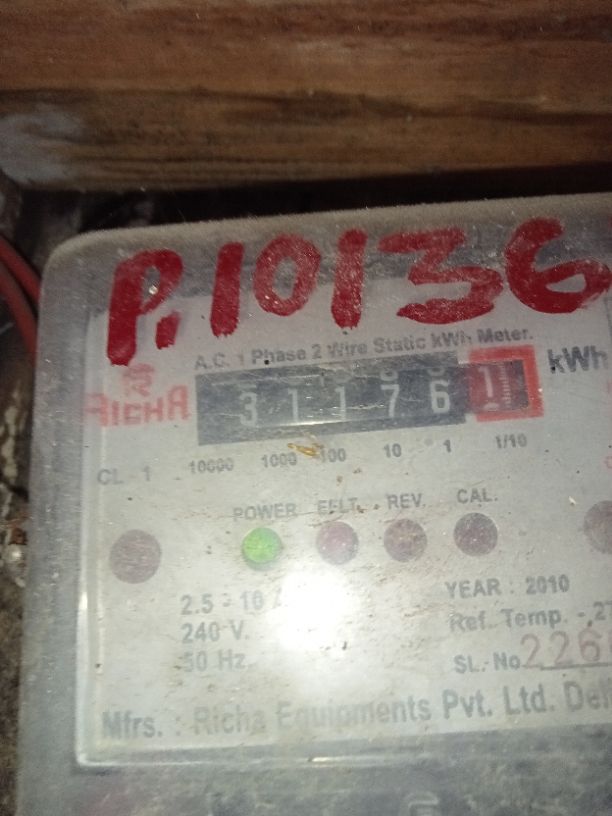 P.10136
A.C. 1 Phase 2 Wire Static kWh Meter.
RICHA
3 1 1 7 6 1 kWh
CL 1
10000 1000 100 10 1 1/10
POWER E.FLT. REV. CAL.
2.5 - 10 A
240 V.
50 Hz.
YEAR : 2010
Ref. Temp. -
SL.- No
Mfrs. : Richa Equipments Pvt. Ltd.